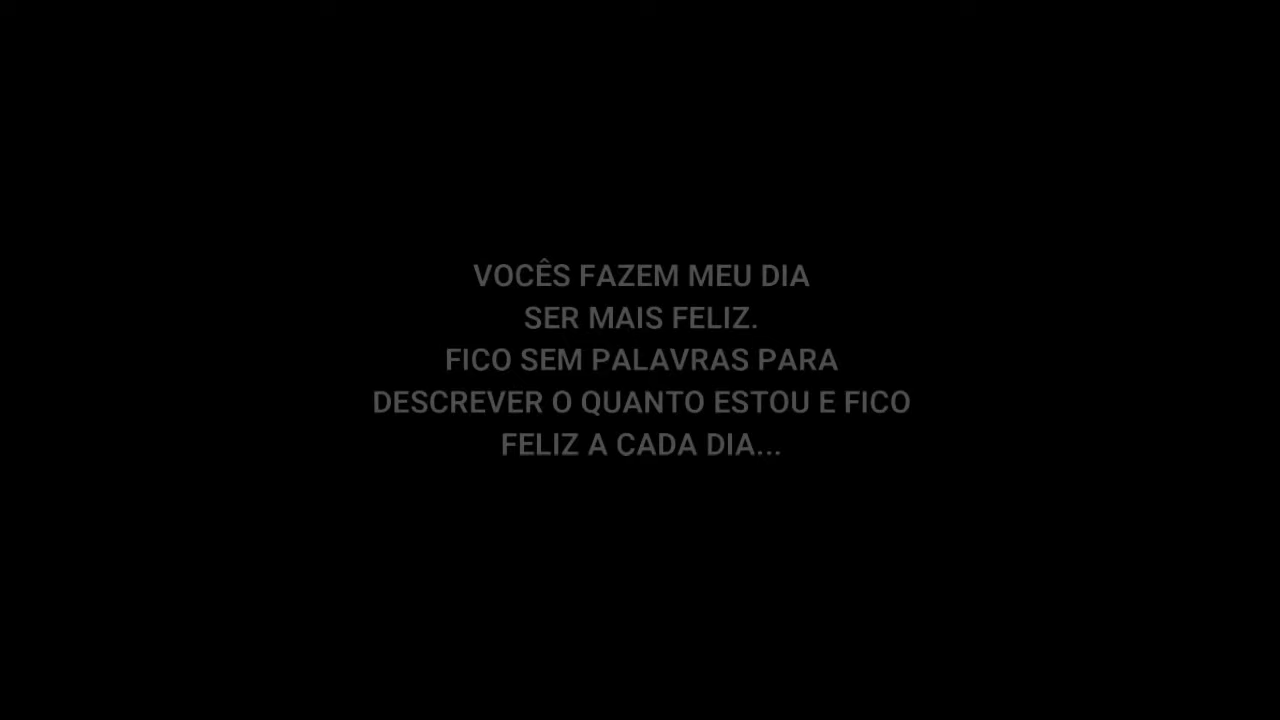 VOCÊS FAZEM MEU DIA
SER MAIS FELIZ.
FICO SEM PALAVRAS PARA
DESCREVER O QUANTO ESTOU E FICO
FELIZ A CADA DIA...